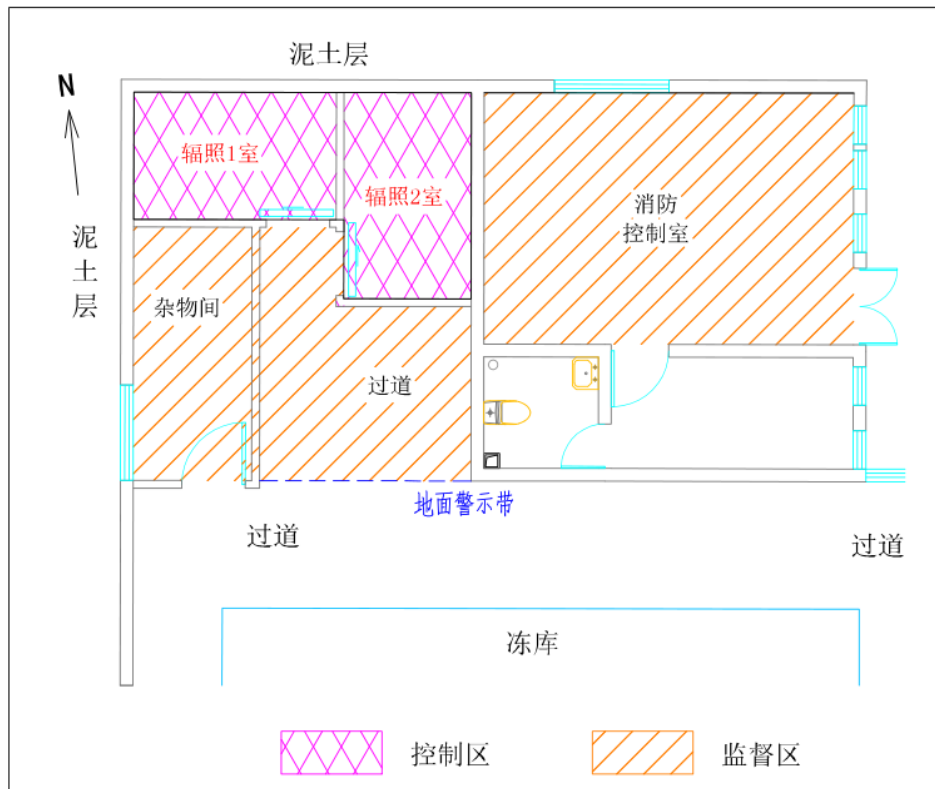 泥土层
N
辐照1室
辐照2室
消防
控制室
泥土层
杂物间
过道
地面警示带
过道
过道
冻库
控制区
监督区